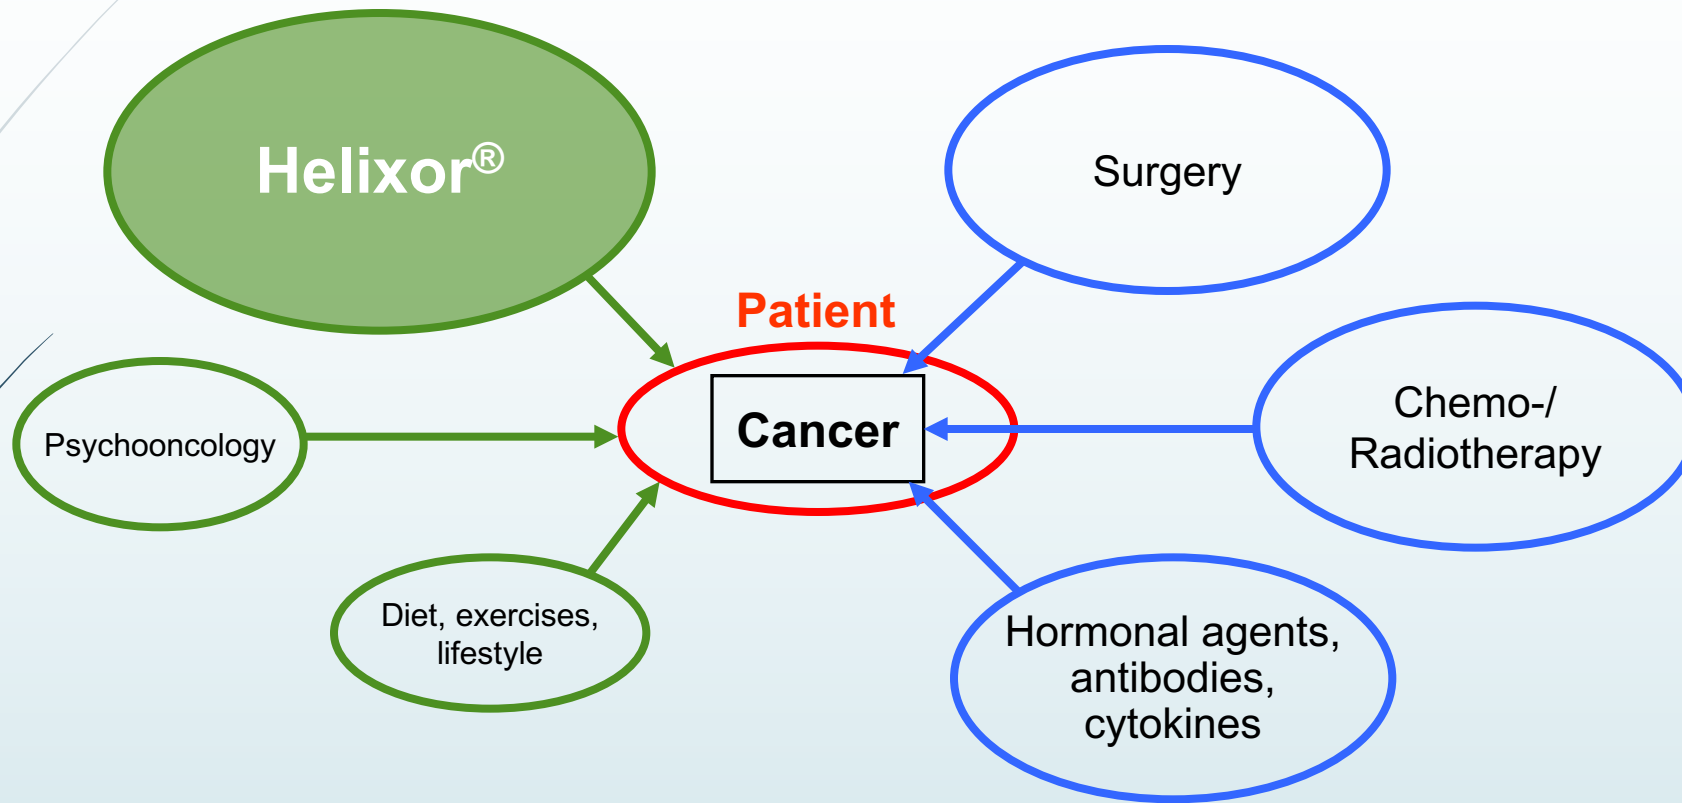 Helixor®
Surgery
Patient
Cancer
Chemo-/
Radiotherapy
Psychooncology
Diet, exercises,
lifestyle
Hormonal agents,
antibodies,
cytokines